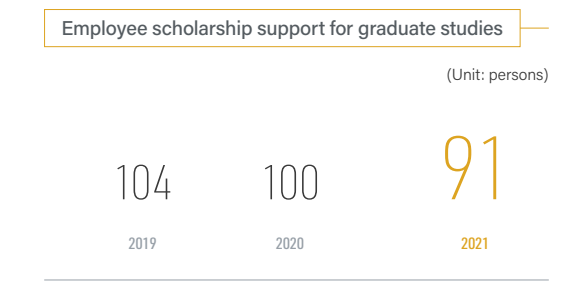 Employee scholarship support for graduate studies
(Unit: persons)
104 100 91
2019 2020 2021